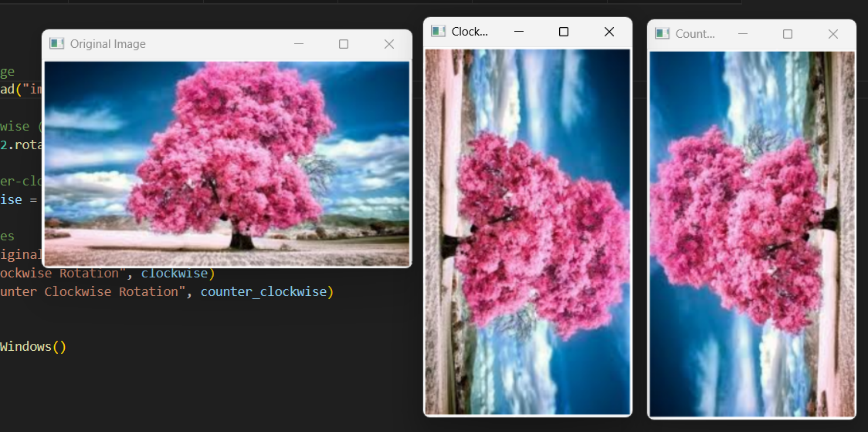 Original Image
Clock...
Count...
ge
ad("im
wise (
2.rota
er-clo
ise =
es
iginal
ockwise Rotation", clockwise)
unter Clockwise Rotation", counter_clockwise)
Windows()